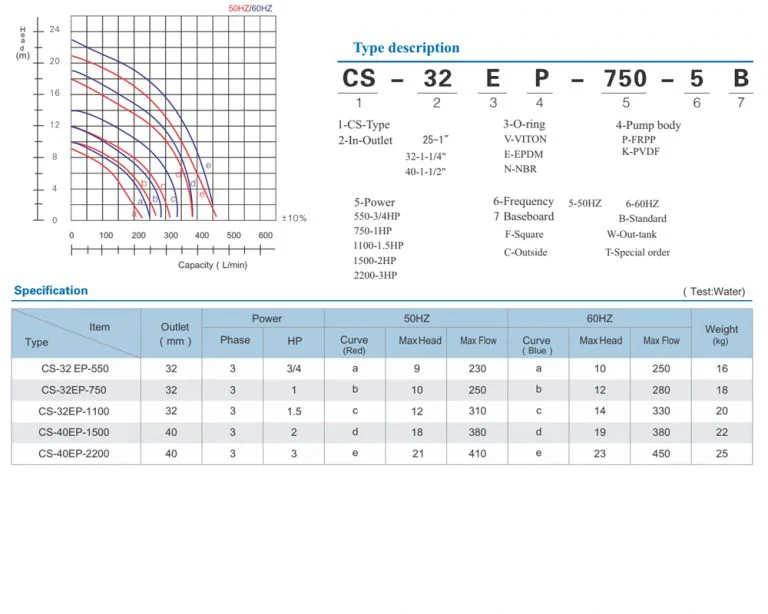 50HZ/60HZ
Head
(m)
24
20
16
12
8
4
0
0 100 200 300 400 500 600
±10%
Capacity ( L/min)
a a b b c c d d e e
Type description
CS – 32 E P – 750 – 5 B
1 2 3 4 5 6 7
1-CS-Type
2-In-Outlet 25–1″
32-1-1/4"
40-1-1/2"
3-O-ring
V-VITON
E-EPDM
N-NBR
4-Pump body
P-FRPP
K-PVDF
5-Power
550-3/4HP
750-1HP
1100-1.5HP
1500-2HP
2200-3HP
6-Frequency 5-50HZ 6-60HZ
7 Baseboard B-Standard
F-Square W-Out-tank
C-Outside T-Special order
Specification ( Test:Water)
Item
Type
Outlet
( mm )
Power
Phase HP
50HZ
Curve
(Red)
Max Head Max Flow
60HZ
Curve
( Blue )
Max Head Max Flow
Weight
(kg)
CS-32 EP-550 32 3 3/4 a 9 230 a 10 250 16
CS-32EP-750 32 3 1 b 10 250 b 12 280 18
CS-32EP-1100 32 3 1.5 c 12 310 c 14 330 20
CS-40EP-1500 40 3 2 d 18 380 d 19 380 22
CS-40EP-2200 40 3 3 e 21 410 e 23 450 25